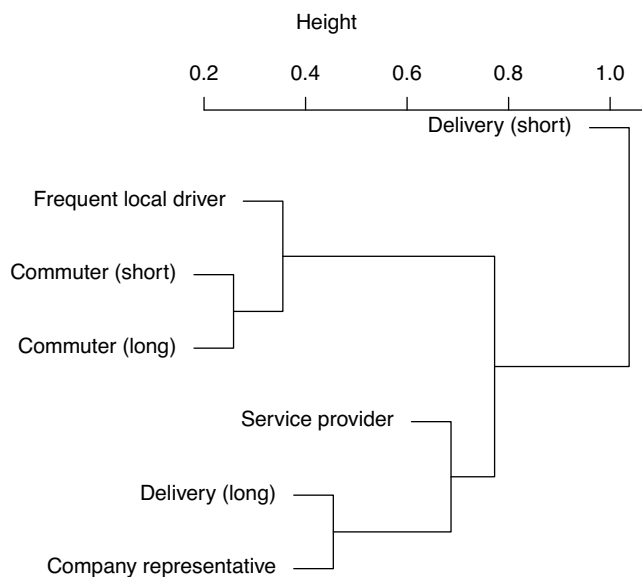 Height
0.2 0.4 0.6 0.8 1.0
Delivery (short)
Frequent local driver
Commuter (short)
Commuter (long)
Service provider
Delivery (long)
Company representative